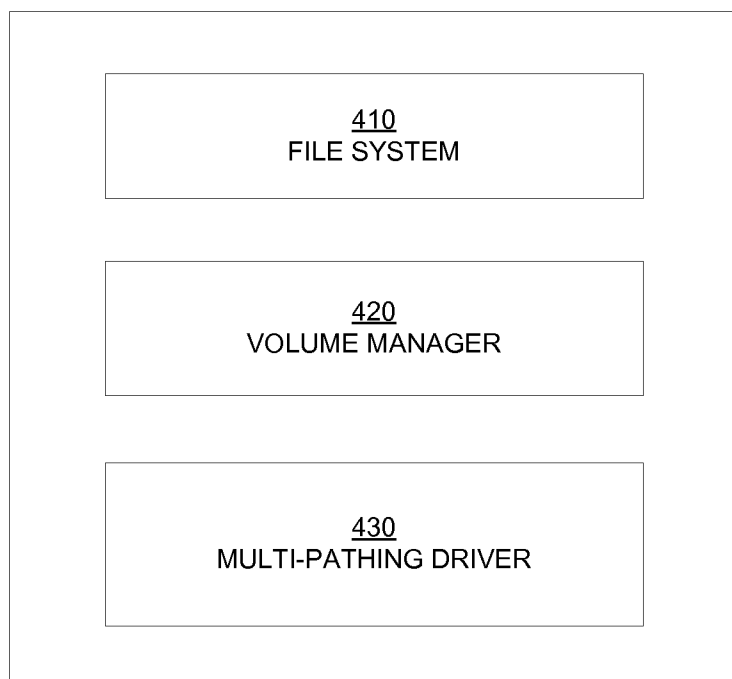 410
FILE SYSTEM
420
VOLUME MANAGER
430
MULTI-PATHING DRIVER